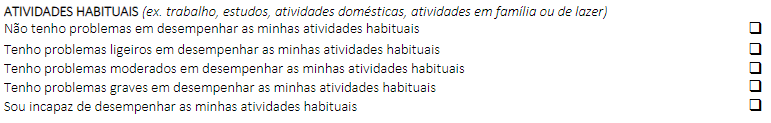 ATIVIDADES HABITUAIS (ex. trabalho, estudos, atividades domésticas, atividades em família ou de lazer)
Não tenho problemas em desempenhar as minhas atividades habituais
Tenho problemas ligeiros em desempenhar as minhas atividades habituais
Tenho problemas moderados em desempenhar as minhas atividades habituais
Tenho problemas graves em desempenhar as minhas atividades habituais
Sou incapaz de desempenhar as minhas atividades habituais